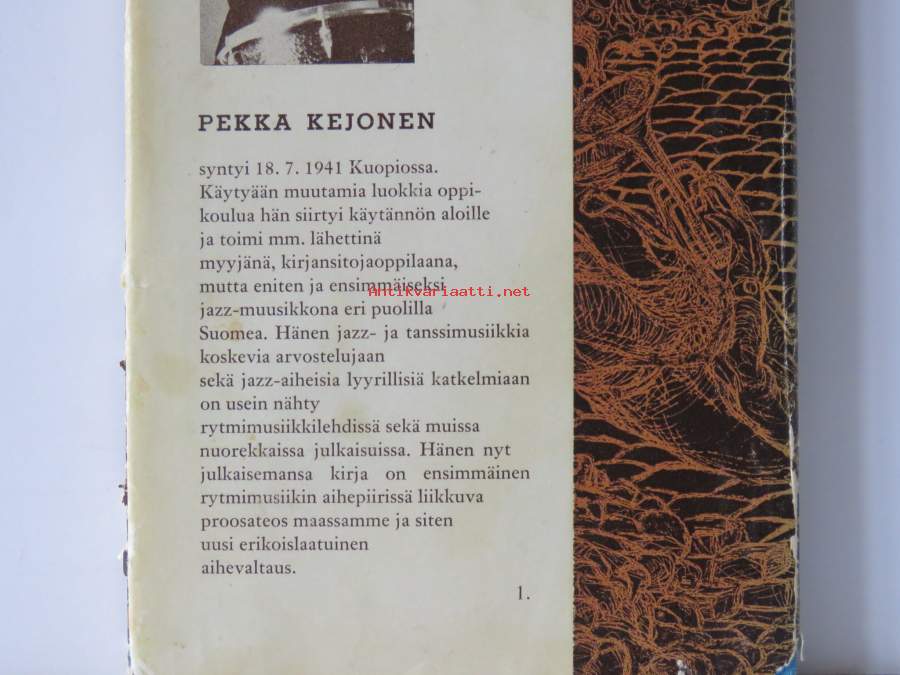 PEKKA KEJONEN
syntyi 18. 7. 1941 Kuopiossa.
Käytyään muutamia luokkia oppi-
koulua hän siirtyi käytännön aloille
ja toimi mm. lähettinä
myyjänä, kirjansitojaoppilaana,
mutta eniten ja ensimmäiseksi
Antikvariaatti.net
jazz-muusikkona eri puolilla
Suomea. Hänen jazz- ja tanssimusiikkia
koskevia arvostelujaan
sekä jazz-aiheisia lyyrillisiä katkelmiaan
on usein nähty
rytmimusiikkilehdissä sekä muissa
nuorekkaissa julkaisuissa. Hänen nyt
julkaisemansa kirja on ensimmäinen
rytmimusiikin aihepiirissä liikkuva
proosateos maassamme ja siten
uusi erikoislaatuinen
aihevaltaus.
1.